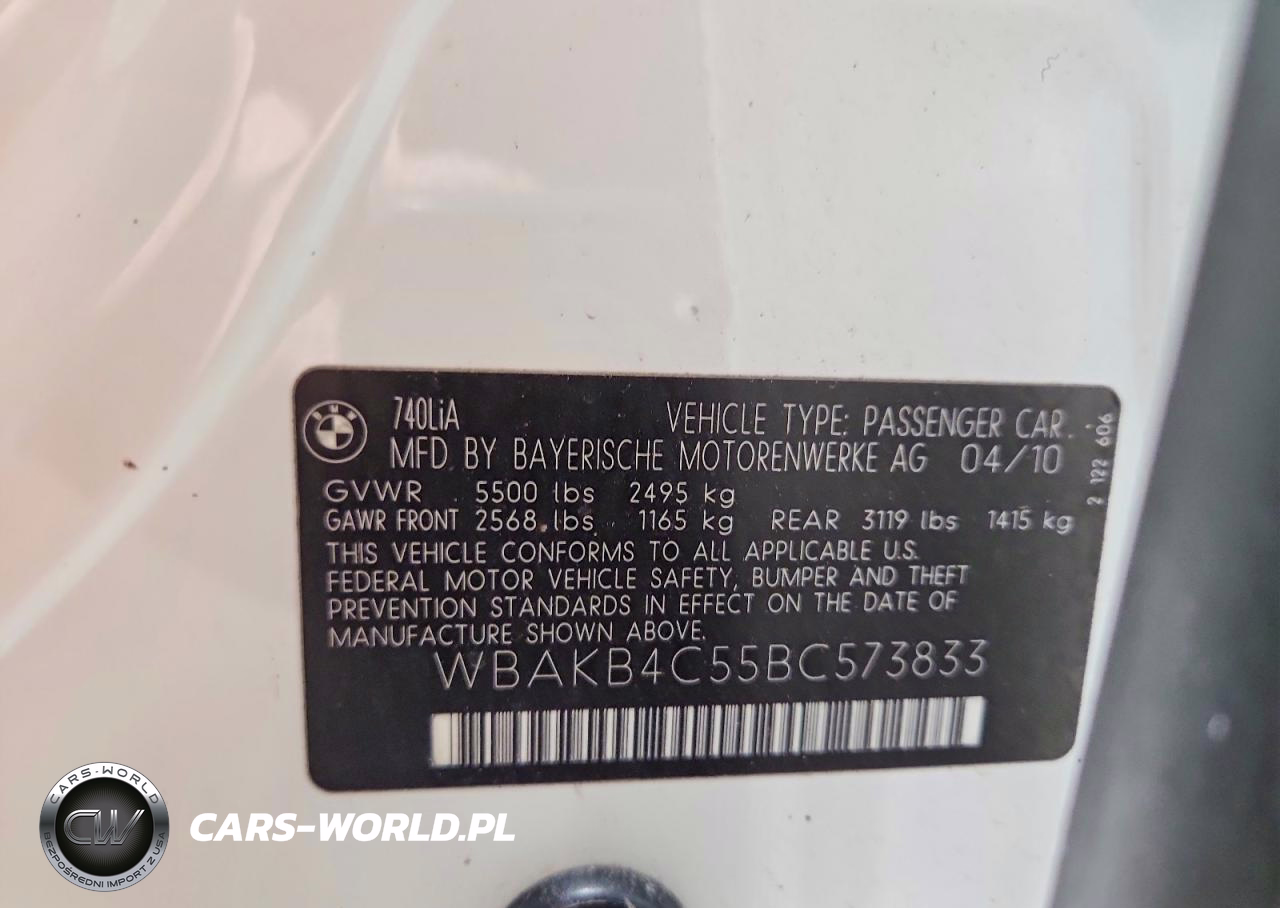 BMW
740LiA VEHICLE TYPE: PASSENGER CAR
MFD BY BAYERISCHE MOTORENWERKE AG 04/10
GVWR 5500 lbs 2495 kg
GAWR FRONT 2568 lbs 1165 kg REAR 3119 lbs 1415 kg
2 122 606
THIS VEHICLE CONFORMS TO ALL APPLICABLE U.S.
FEDERAL MOTOR VEHICLE SAFETY, BUMPER AND THEFT
PREVENTION STANDARDS IN EFFECT ON THE DATE OF
MANUFACTURE SHOWN ABOVE.
WBAKB4C55BC573833
CARS-WORLD
CW
BEZPOŚREDNI IMPORT Z USA
CARS-WORLD.PL